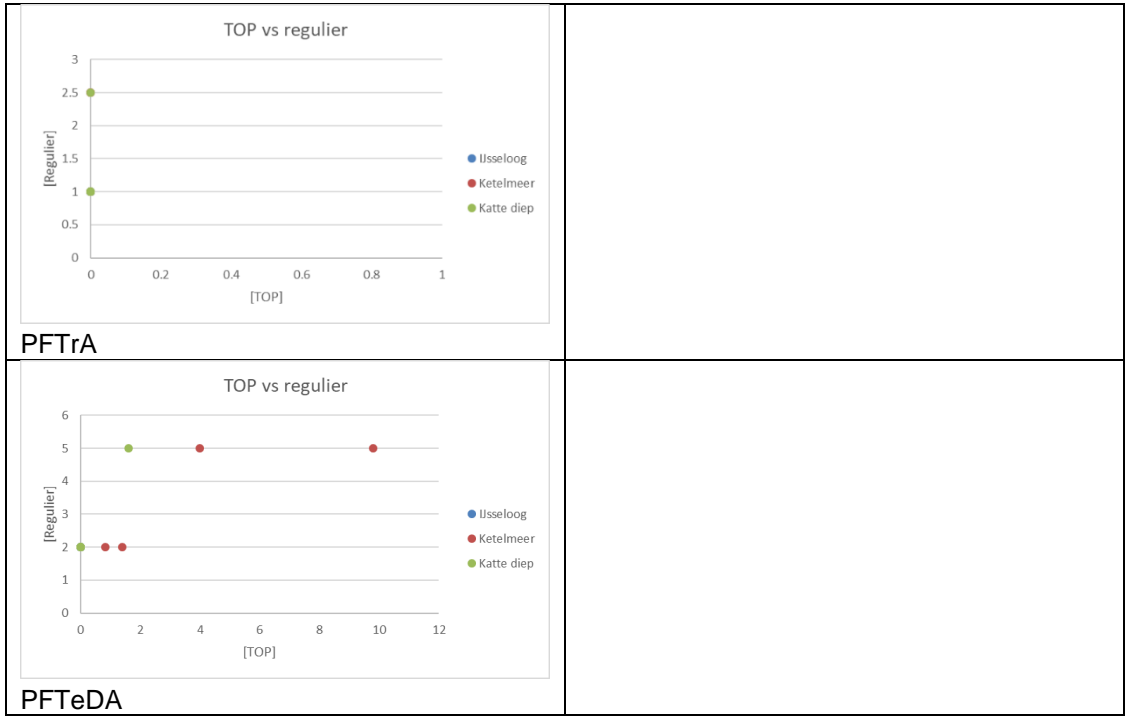 TOP vs regulier
3
2.5
2
1.5
1
0.5
0
[Regulier]
0 0.2 0.4 0.6 0.8 1
[TOP]
IJsseloog
Ketelmeer
Katte diep
PFTrA
TOP vs regulier
6
5
4
3
2
1
0
[Regulier]
0 2 4 6 8 10 12
[TOP]
IJsseloog
Ketelmeer
Katte diep
PFTeDA